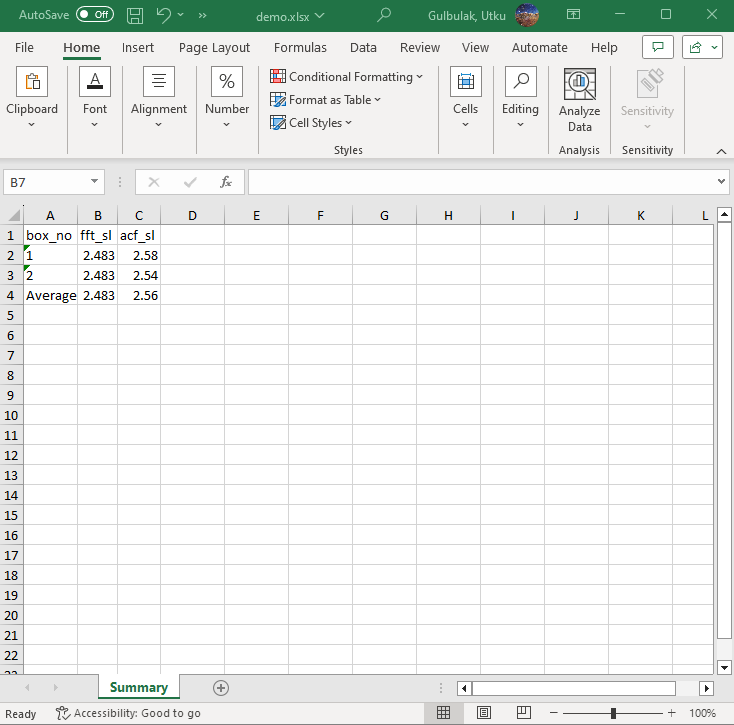 AutoSave Off demo.xlsx Gulbulak, Utku
File Home Insert Page Layout Formulas Data Review View Automate Help
Clipboard Font Alignment Number Conditional Formatting Format as Table Cell Styles Cells Editing Analyze Data Sensitivity
Styles Analysis Sensitivity
B7 fx
A B C D E F G H I J K L
1 box_no fft_sl acf_sl
2 1 2.483 2.58
3 2 2.483 2.54
4 Average 2.483 2.56
5
6
7
8
9
10
11
12
13
14
15
16
17
18
19
20
21
22
23
Summary
Ready Accessibility: Good to go 100%